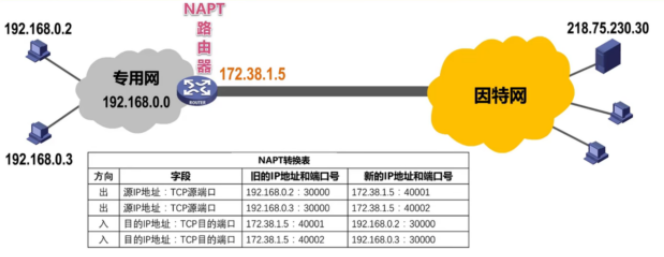 NAPT
路
由
器
192.168.0.2
218.75.230.30
专用网
192.168.0.0
172.38.1.5
ROUTER
因特网
192.168.0.3
NAPT转换表
方向 字段 旧的IP地址和端口号 新的IP地址和端口号
出 源IP地址：TCP源端口 192.168.0.2：30000 172.38.1.5：40001
出 源IP地址：TCP源端口 192.168.0.3：30000 172.38.1.5：40002
入 目的IP地址：TCP目的端口 172.38.1.5：40001 192.168.0.2：30000
入 目的IP地址：TCP目的端口 172.38.1.5：40002 192.168.0.3：30000